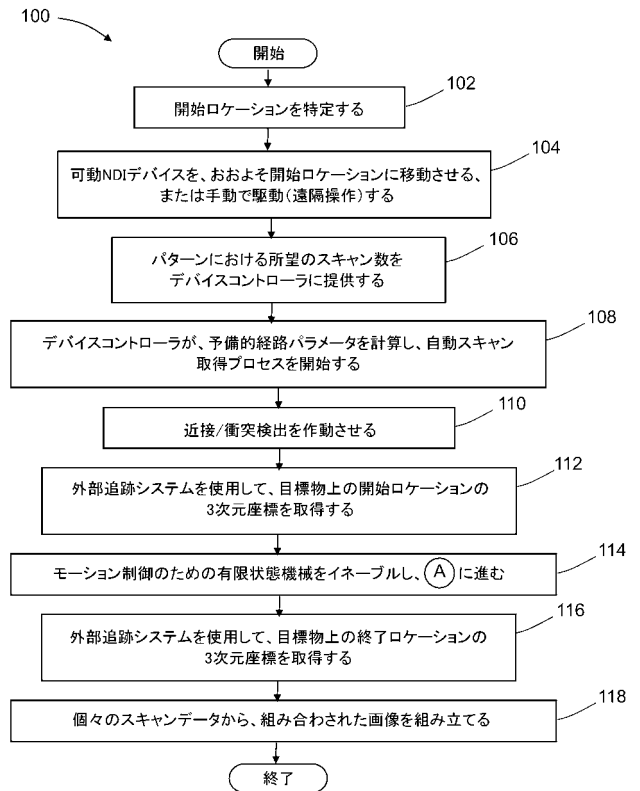 100
開始
102
開始ロケーションを特定する
104
可動NDIデバイスを、おおよそ開始ロケーションに移動させる、
または手動で駆動(遠隔操作)する
106
パターンにおける所望のスキャン数を
デバイスコントローラに提供する
108
デバイスコントローラが、予備的経路パラメータを計算し、自動スキャン
取得プロセスを開始する
110
近接/衝突検出を作動させる
112
外部追跡システムを使用して、目標物上の開始ロケーションの
3次元座標を取得する
114
モーション制御のための有限状態機械をイネーブルし、Aに進む
116
外部追跡システムを使用して、目標物上の終了ロケーションの
3次元座標を取得する
118
個々のスキャンデータから、組み合わされた画像を組み立てる
終了